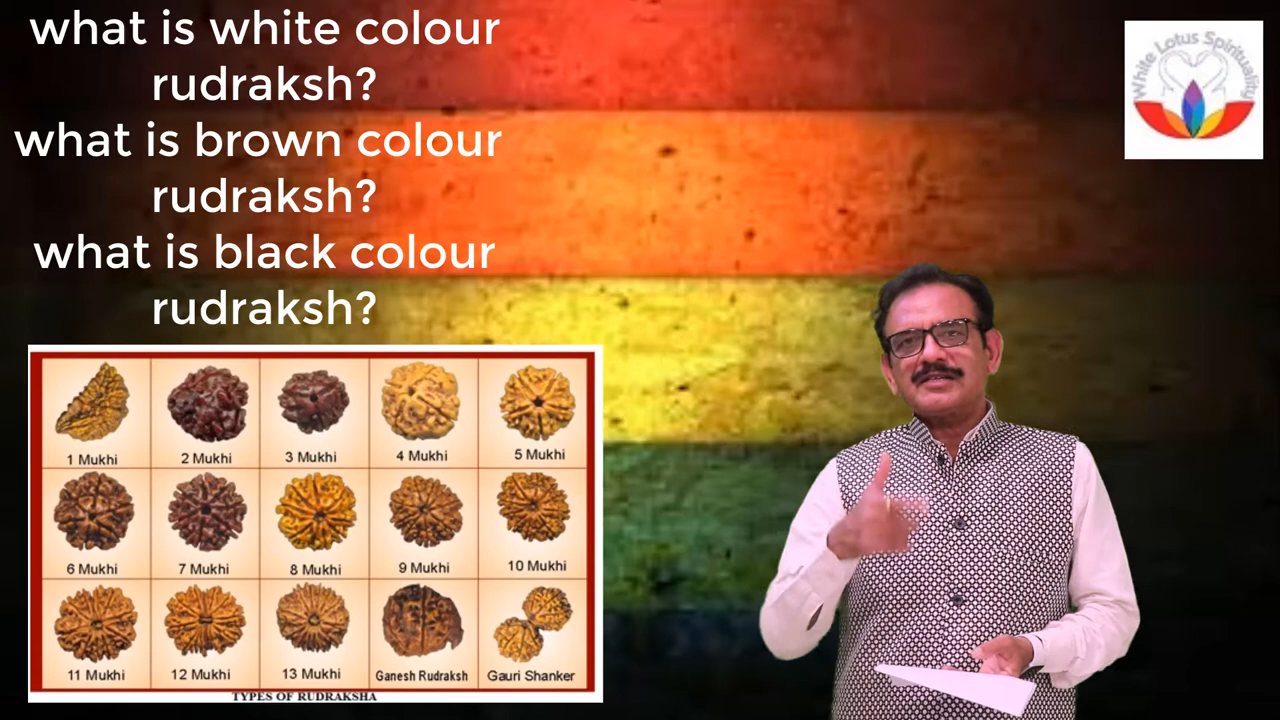 what is white colour
rudraksh?
what is brown colour
rudraksh?
what is black colour
rudraksh?
White Lotus Spirituality
1 Mukhi 2 Mukhi 3 Mukhi 4 Mukhi 5 Mukhi
6 Mukhi 7 Mukhi 8 Mukhi 9 Mukhi 10 Mukhi
11 Mukhi 12 Mukhi 13 Mukhi Ganesh Rudraksh Gauri Shanker
TYPES OF RUDRAKSHA